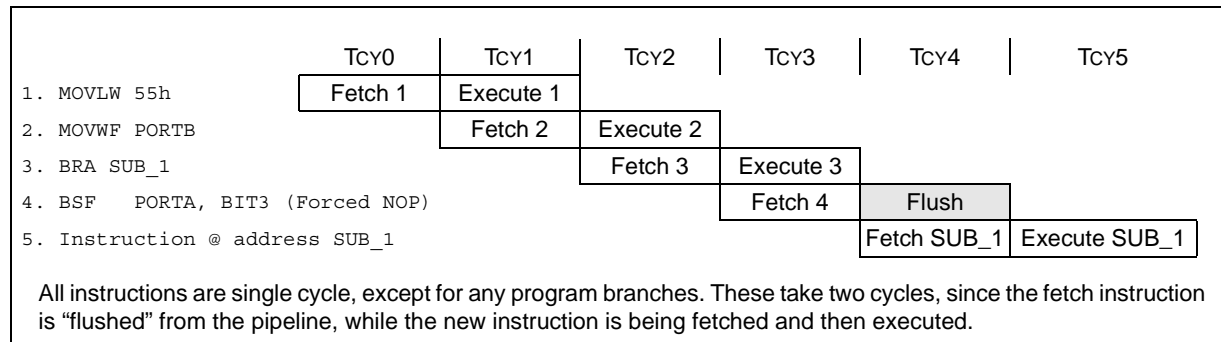 TCY0 TCY1 TCY2 TCY3 TCY4 TCY5
1. MOVLW 55h Fetch 1 Execute 1
2. MOVWF PORTB Fetch 2 Execute 2
3. BRA SUB_1 Fetch 3 Execute 3
4. BSF PORTA, BIT3 (Forced NOP) Fetch 4 Flush
5. Instruction @ address SUB_1 Fetch SUB_1 Execute SUB_1
All instructions are single cycle, except for any program branches. These take two cycles, since the fetch instruction
is “flushed” from the pipeline, while the new instruction is being fetched and then executed.